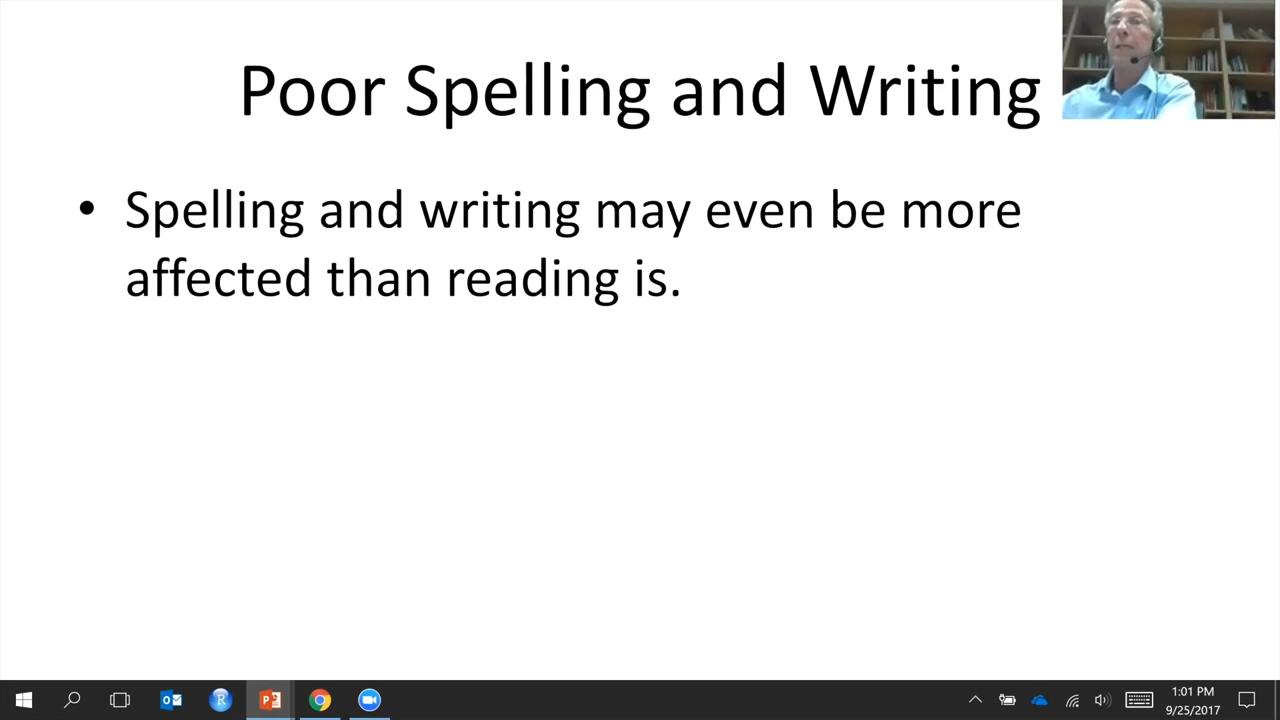 Poor Spelling and Writing
• Spelling and writing may even be more
affected than reading is.
1:01 PM
9/25/2017